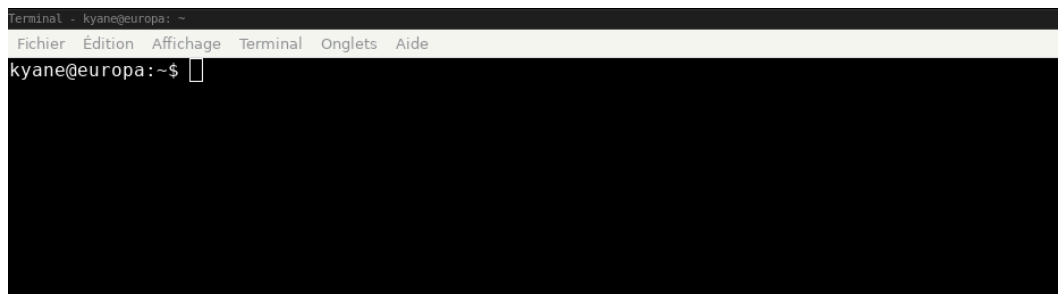 Terminal - kyane@europa: ~
Fichier Édition Affichage Terminal Onglets Aide
kyane@europa:~$